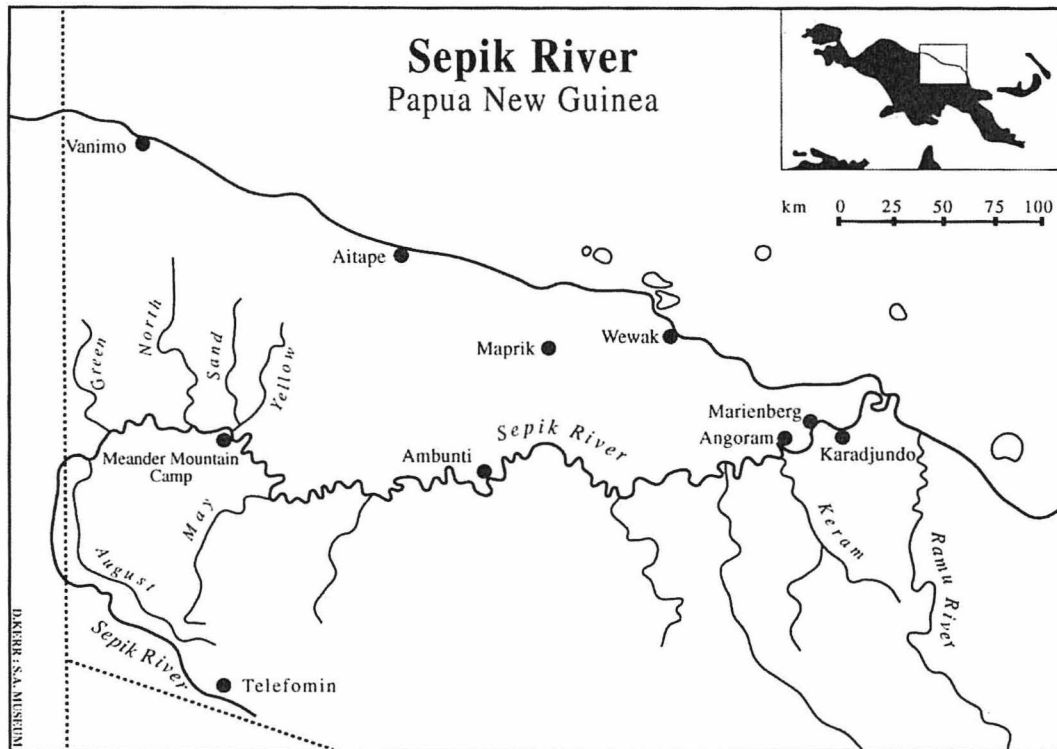 Sepik River
Papua New Guinea
km 0 25 50 75 100
Vanimo
Aitape
Maprik
Wewak
Green
North
Sand
Yellow
Meander Mountain
Camp
Ambunti
Sepik River
Marienberg
Angoram
Karadjundo
May
August
Keram
Ramu River
Sepik River
Telefomin
D.KERR : S.A. MUSEUM